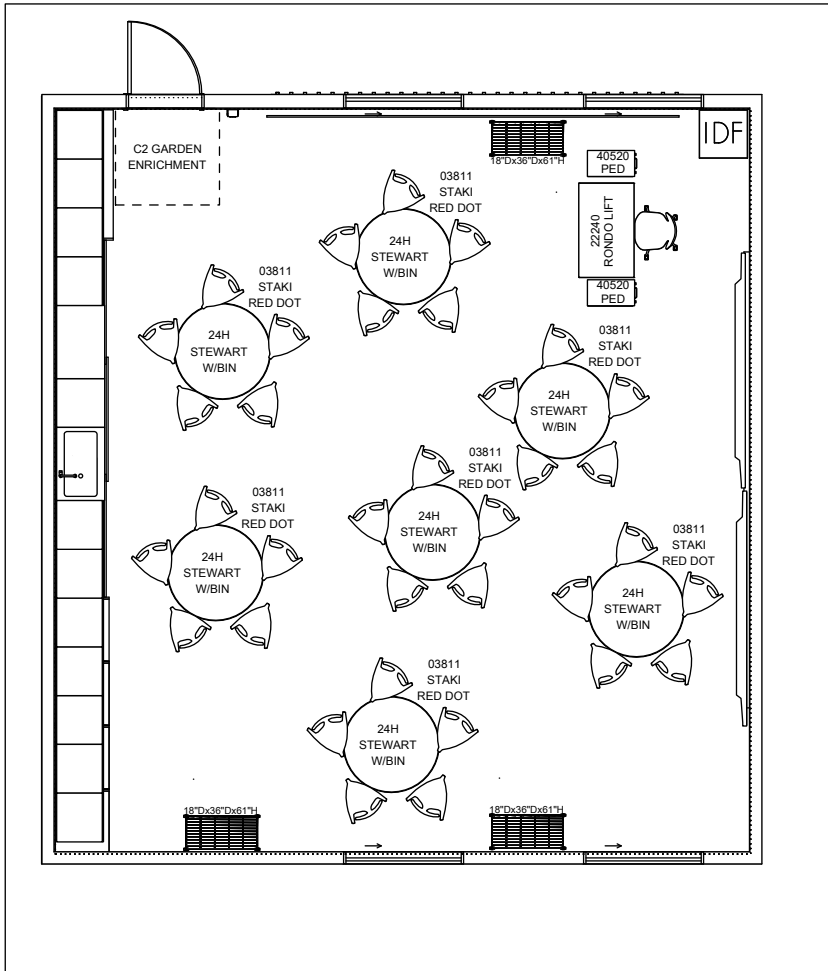 IDF
C2 GARDEN
ENRICHMENT
18"Dx36"Dx61"H
40520
PED
22240
RONDO LIFT
40520
PED
03811
STAKI
RED DOT
24H
STEWART
W/BIN
03811
STAKI
RED DOT
24H
STEWART
W/BIN
03811
STAKI
RED DOT
24H
STEWART
W/BIN
03811
STAKI
RED DOT
24H
STEWART
W/BIN
03811
STAKI
RED DOT
24H
STEWART
W/BIN
03811
STAKI
RED DOT
24H
STEWART
W/BIN
03811
STAKI
RED DOT
24H
STEWART
W/BIN
18"Dx36"Dx61"H
18"Dx36"Dx61"H